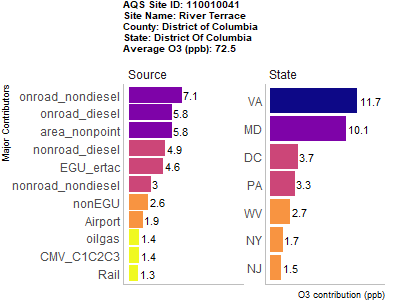 AQS Site ID: 110010041
Site Name: River Terrace
County: District of Columbia
State: District Of Columbia
Average O3 (ppb): 72.5
Major Contributors
Source
onroad_nondiesel 7.1
onroad_diesel 5.8
area_nonpoint 5.8
nonroad_diesel 4.9
EGU_ertac 4.6
nonroad_nondiesel 3
nonEGU 2.6
Airport 1.9
oilgas 1.4
CMV_C1C2C3 1.4
Rail 1.3
State
VA 11.7
MD 10.1
DC 3.7
PA 3.3
WV 2.7
NY 1.7
NJ 1.5
O3 contribution (ppb)